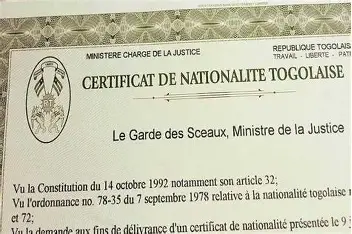 MINISTERE CHARGE DE LA JUSTICE
REPUBLIQUE TOGOLAISE
TRAVAIL - LIBERTE - PATRIE
CERTIFICAT DE NATIONALITE TOGOLAISE
Le Garde des Sceaux, Ministre de la Justice
Vu la Constitution du 14 octobre 1992 notamment son article 32;
Vu l'ordonnance no. 78-35 du 7 septembre 1978 relative à la nationalité togolaise
et 72;
Vu la demande aux fins de délivrance d'un certificat de nationalité présentée le 9